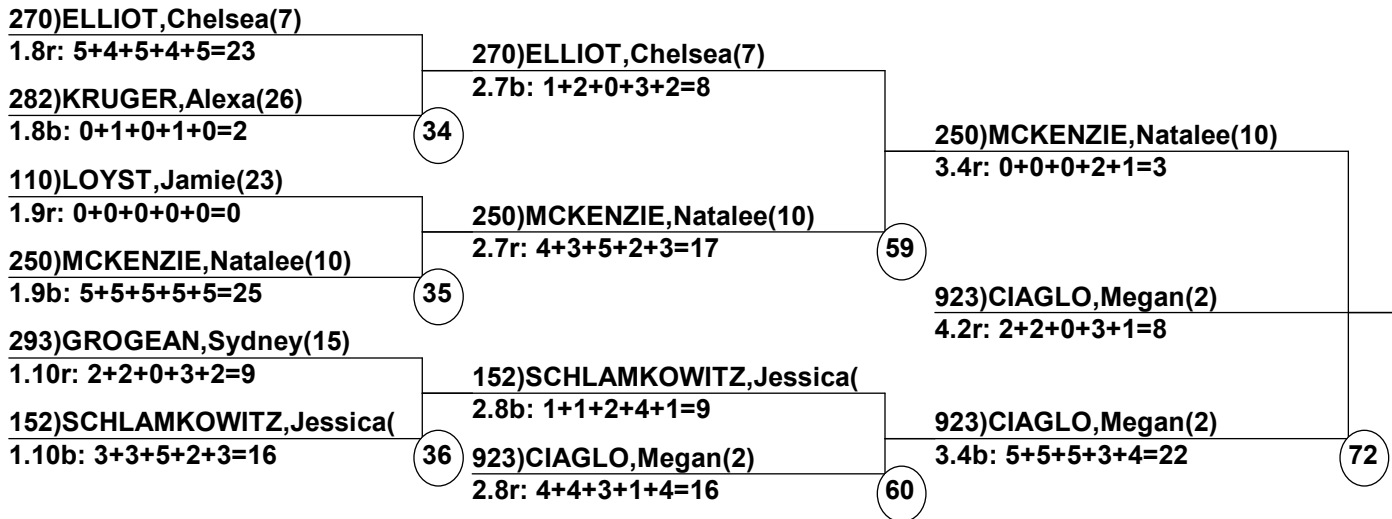 270)ELLIOT,Chelsea(7)
1.8r: 5+4+5+4+5=23
282)KRUGER,Alexa(26)
1.8b: 0+1+0+1+0=2
34
110)LOYST,Jamie(23)
1.9r: 0+0+0+0+0=0
250)MCKENZIE,Natalee(10)
1.9b: 5+5+5+5+5=25
35
293)GROGEAN,Sydney(15)
1.10r: 2+2+0+3+2=9
152)SCHLAMKOWITZ,Jessica(
1.10b: 3+3+5+2+3=16
36
270)ELLIOT,Chelsea(7)
2.7b: 1+2+0+3+2=8
250)MCKENZIE,Natalee(10)
2.7r: 4+3+5+2+3=17
59
152)SCHLAMKOWITZ,Jessica(
2.8b: 1+1+2+4+1=9
923)CIAGLO,Megan(2)
2.8r: 4+4+3+1+4=16
60
250)MCKENZIE,Natalee(10)
3.4r: 0+0+0+2+1=3
923)CIAGLO,Megan(2)
4.2r: 2+2+0+3+1=8
923)CIAGLO,Megan(2)
3.4b: 5+5+5+3+4=22
72